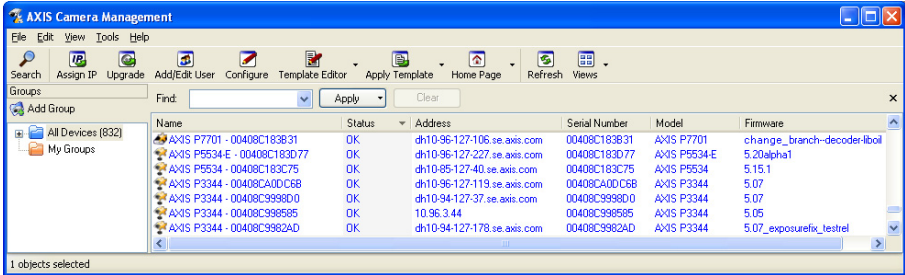 AXIS Camera Management
File Edit View Tools Help
Search Assign IP Upgrade Add/Edit User Configure Template Editor Apply Template Home Page Refresh Views
Groups
Add Group
All Devices (832)
My Groups
Find: Apply Clear
Name Status Address Serial Number Model Firmware
AXIS P7701 - 00408C183B31 OK dh10-96-127-106.se.axis.com 00408C183B31 AXIS P7701 change_branch--decoder-liboil
AXIS P5534-E - 00408C183D77 OK dh10-96-127-227.se.axis.com 00408C183D77 AXIS P5534-E 5.20alpha1
AXIS P5534 - 00408C183C75 OK dh10-85-127-40.se.axis.com 00408C183C75 AXIS P5534 5.15.1
AXIS P3344 - 00408CA0DC6B OK dh10-96-127-119.se.axis.com 00408CA0DC6B AXIS P3344 5.07
AXIS P3344 - 00408C9998D0 OK dh10-94-127-37.se.axis.com 00408C9998D0 AXIS P3344 5.07
AXIS P3344 - 00408C998585 OK 10.96.3.44 00408C998585 AXIS P3344 5.05
AXIS P3344 - 00408C9982AD OK dh10-94-127-178.se.axis.com 00408C9982AD AXIS P3344 5.07_exposurefix_testrel
1 objects selected